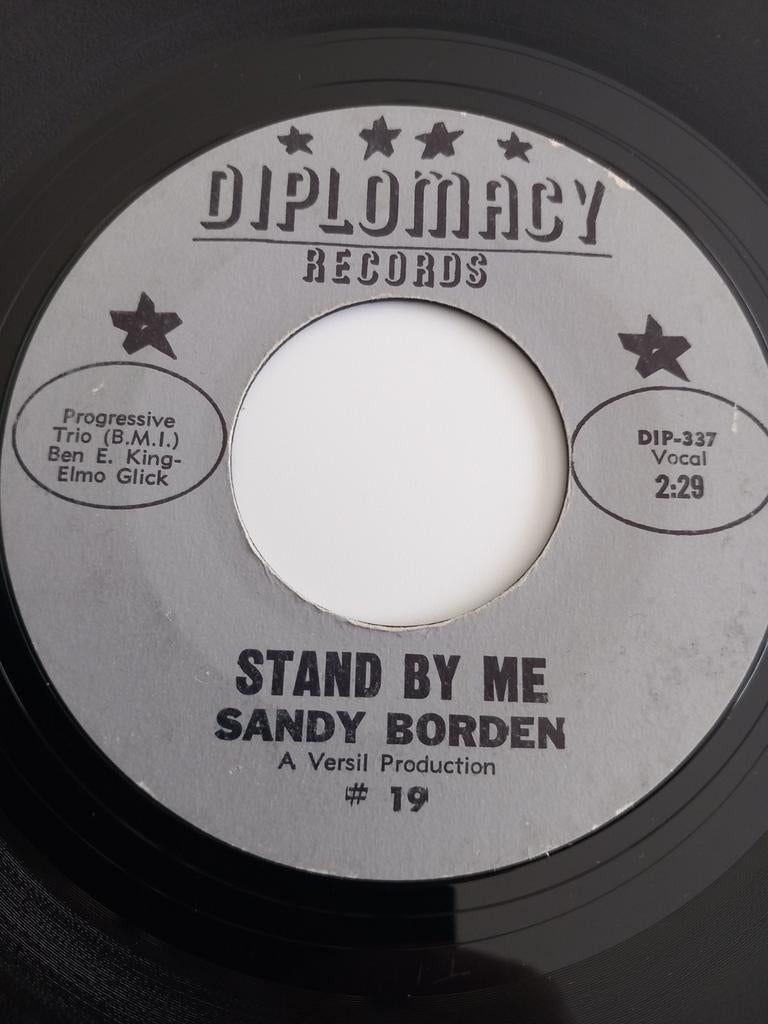 DIPLOMACY
RECORDS
Progressive
Trio (B.M.I.)
Ben E. King-
Elmo Glick
DIP-337
Vocal
2:29
STAND BY ME
SANDY BORDEN
A Versil Production
# 19